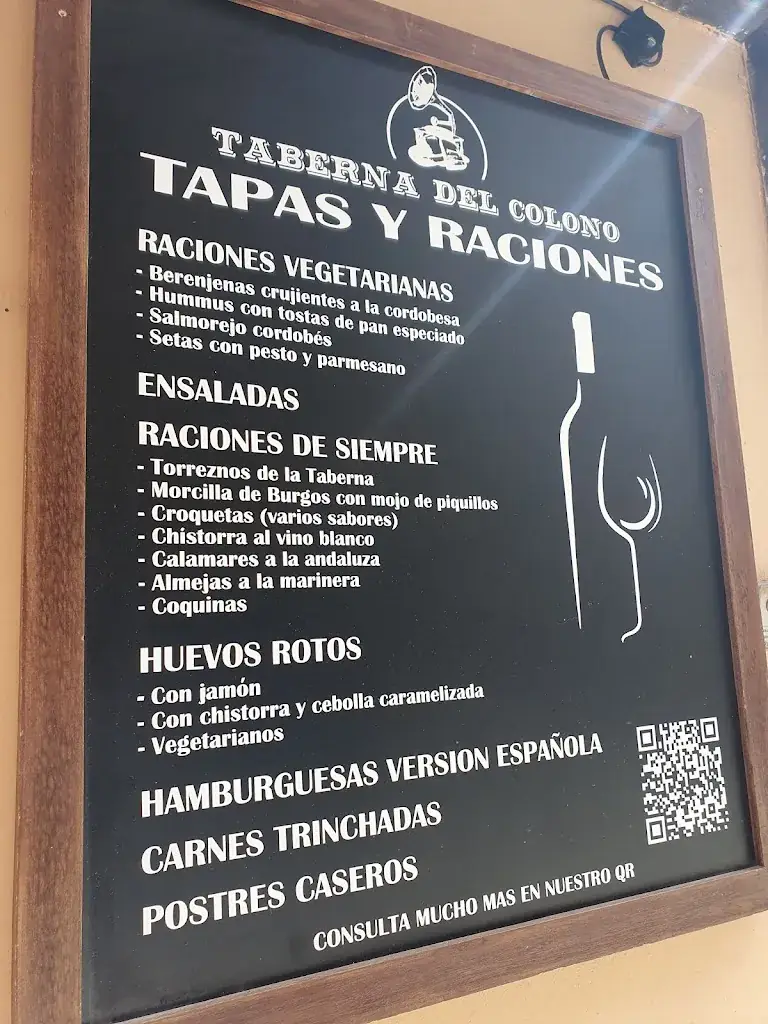 TABERNA DEL COLONO
TAPAS Y RACIONES
RACIONES VEGETARIANAS
- Berenjenas crujientes a la cordobesa
- Hummus con tostas de pan especiado
- Salmorejo cordobés
- Setas con pesto y parmesano
ENSALADAS
RACIONES DE SIEMPRE
- Torreznos de la Taberna
- Morcilla de Burgos con mojo de piquillos
- Croquetas (varios sabores)
- Chistorra al vino blanco
- Calamares a la andaluza
- Almejas a la marinera
- Coquinas
HUEVOS ROTOS
- Con jamón
- Con chistorra y cebolla caramelizada
- Vegetarianos
HAMBURGUESAS VERSION ESPAÑOLA
CARNES TRINCHADAS
POSTRES CASEROS
CONSULTA MUCHO MAS EN NUESTRO QR